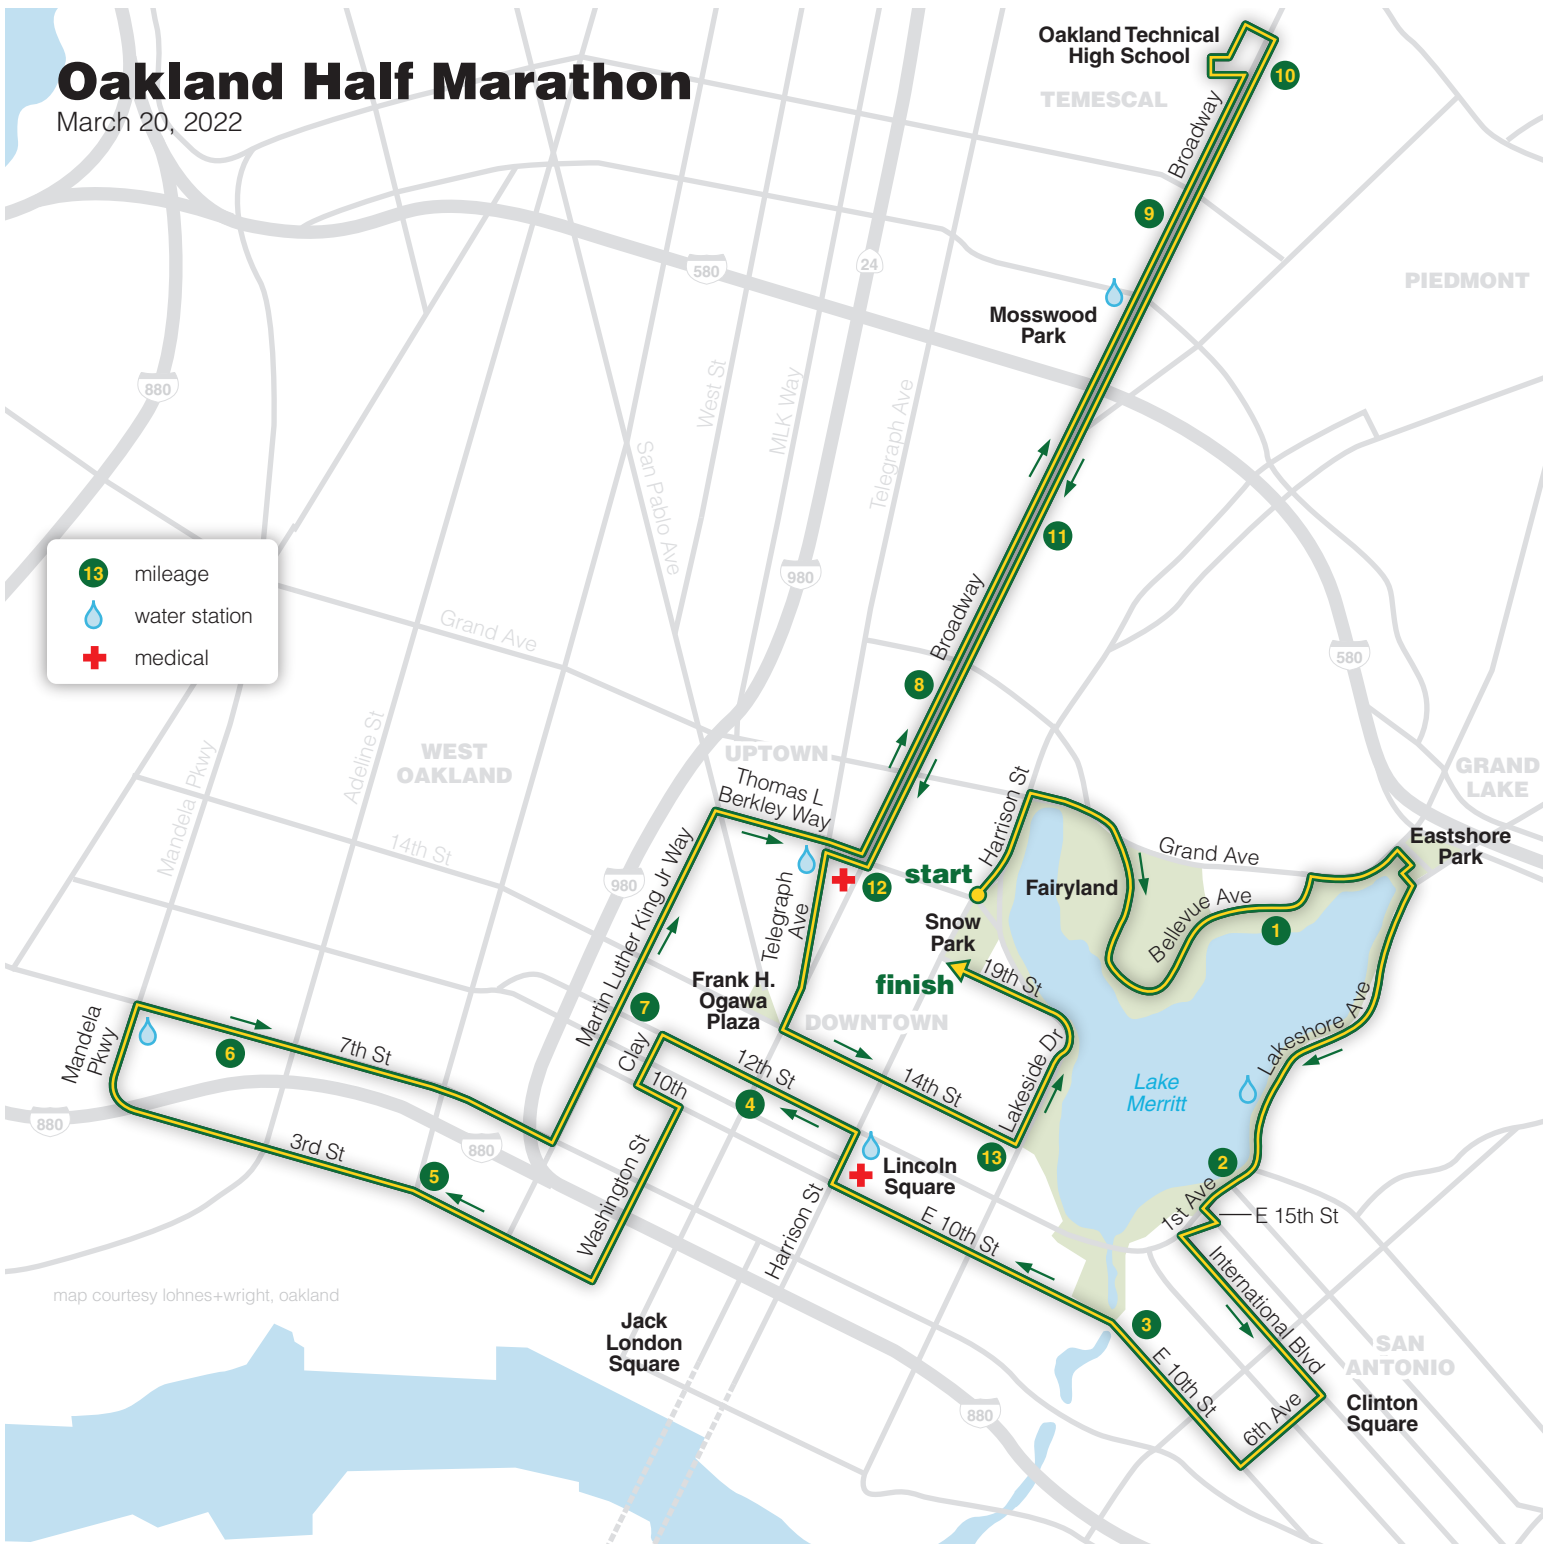 Oakland Half Marathon
March 20, 2022
Oakland Technical
High School
10
TEMESCAL
Broadway
9
580
24
PIEDMONT
Mosswood
Park
880
West St
MLK Way
Telegraph Ave
San Pablo Ave
11
13 mileage
water station
medical
980
Broadway
Grand Ave
580
8
WEST
OAKLAND
UPTOWN
Adeline St
Mandela Pkwy
14th St
Thomas L
Berkley Way
Harrison St
GRAND
LAKE
Eastshore
Park
Grand Ave
980
12
start
Fairyland
Bellevue Ave
1
Snow
Park
Telegraph
Ave
Martin Luther King Jr Way
finish
19th St
Frank H.
Ogawa
Plaza
7
DOWNTOWN
Lakeshore Ave
Mandela
Pkwy
6
7th St
Clay
10th
12th St
4
14th St
Lakeside Dr
Lake
Merritt
880
880
3rd St
5
Washington St
Lincoln
Square
13
2
1st Ave
E 15th St
Harrison St
E 10th St
International Blvd
map courtesy lohnes+wright, oakland
Jack
London
Square
3
E 10th St
SAN
ANTONIO
6th Ave
Clinton
Square
880